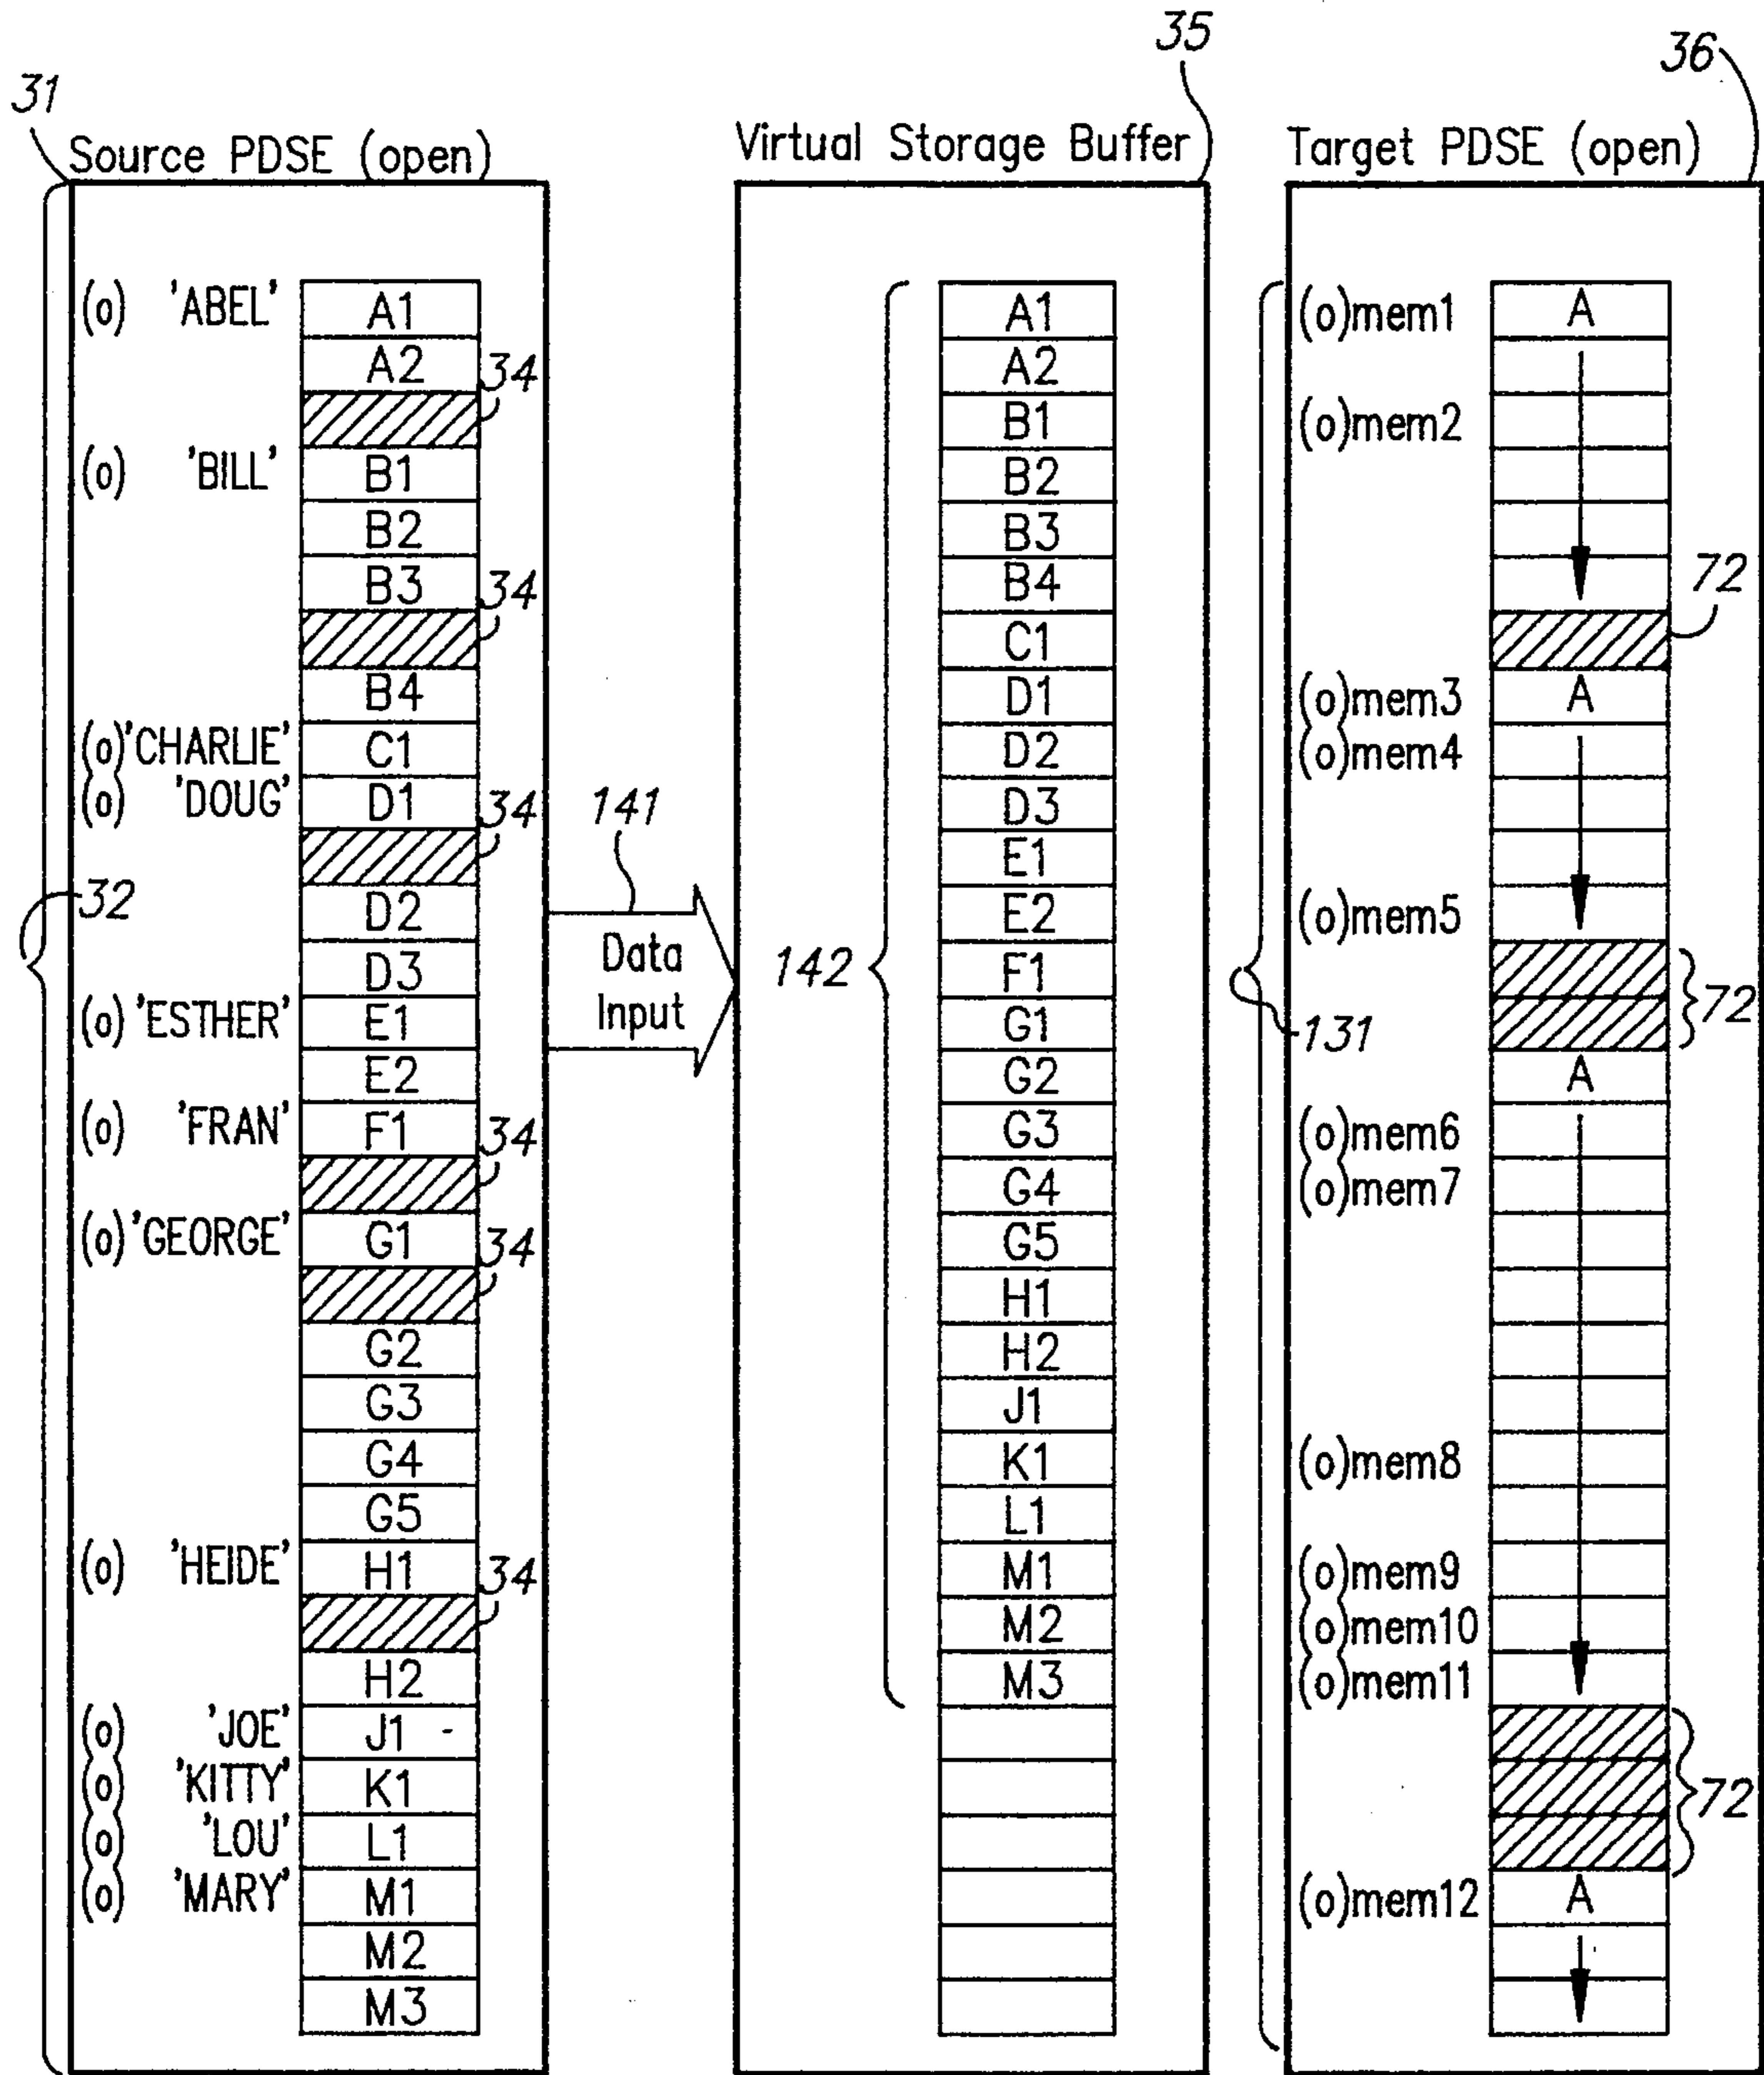 35
36
31
Source PDSE (open)
Virtual Storage Buffer
Target PDSE (open)
(o) 'ABEL' A1
A2
34
(o) 'BILL' B1
B2
B3
34
B4
(o) 'CHARLIE' C1
(o) 'DOUG' D1
34
D2
D3
(o) 'ESTHER' E1
E2
(o) 'FRAN' F1
34
(o) 'GEORGE' G1
34
G2
G3
G4
G5
(o) 'HEIDE' H1
34
H2
(o) 'JOE' J1
(o) 'KITTY' K1
(o) 'LOU' L1
(o) 'MARY' M1
M2
M3
32
141
Data
Input
142
A1
A2
B1
B2
B3
B4
C1
D1
D2
D3
E1
E2
F1
G1
G2
G3
G4
G5
H1
H2
J1
K1
L1
M1
M2
M3
131
(o)mem1 A
(o)mem2
72
(o)mem3 A
(o)mem4
(o)mem5
72
A
(o)mem6
(o)mem7
(o)mem8
(o)mem9
(o)mem10
(o)mem11
72
(o)mem12 A